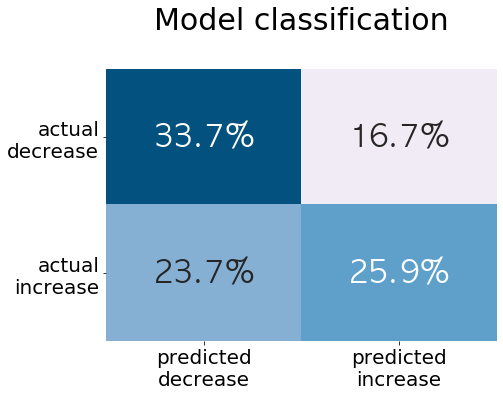 Model classification
actual
decrease
33.7% 16.7%
actual
increase
23.7% 25.9%
predicted
decrease
predicted
increase